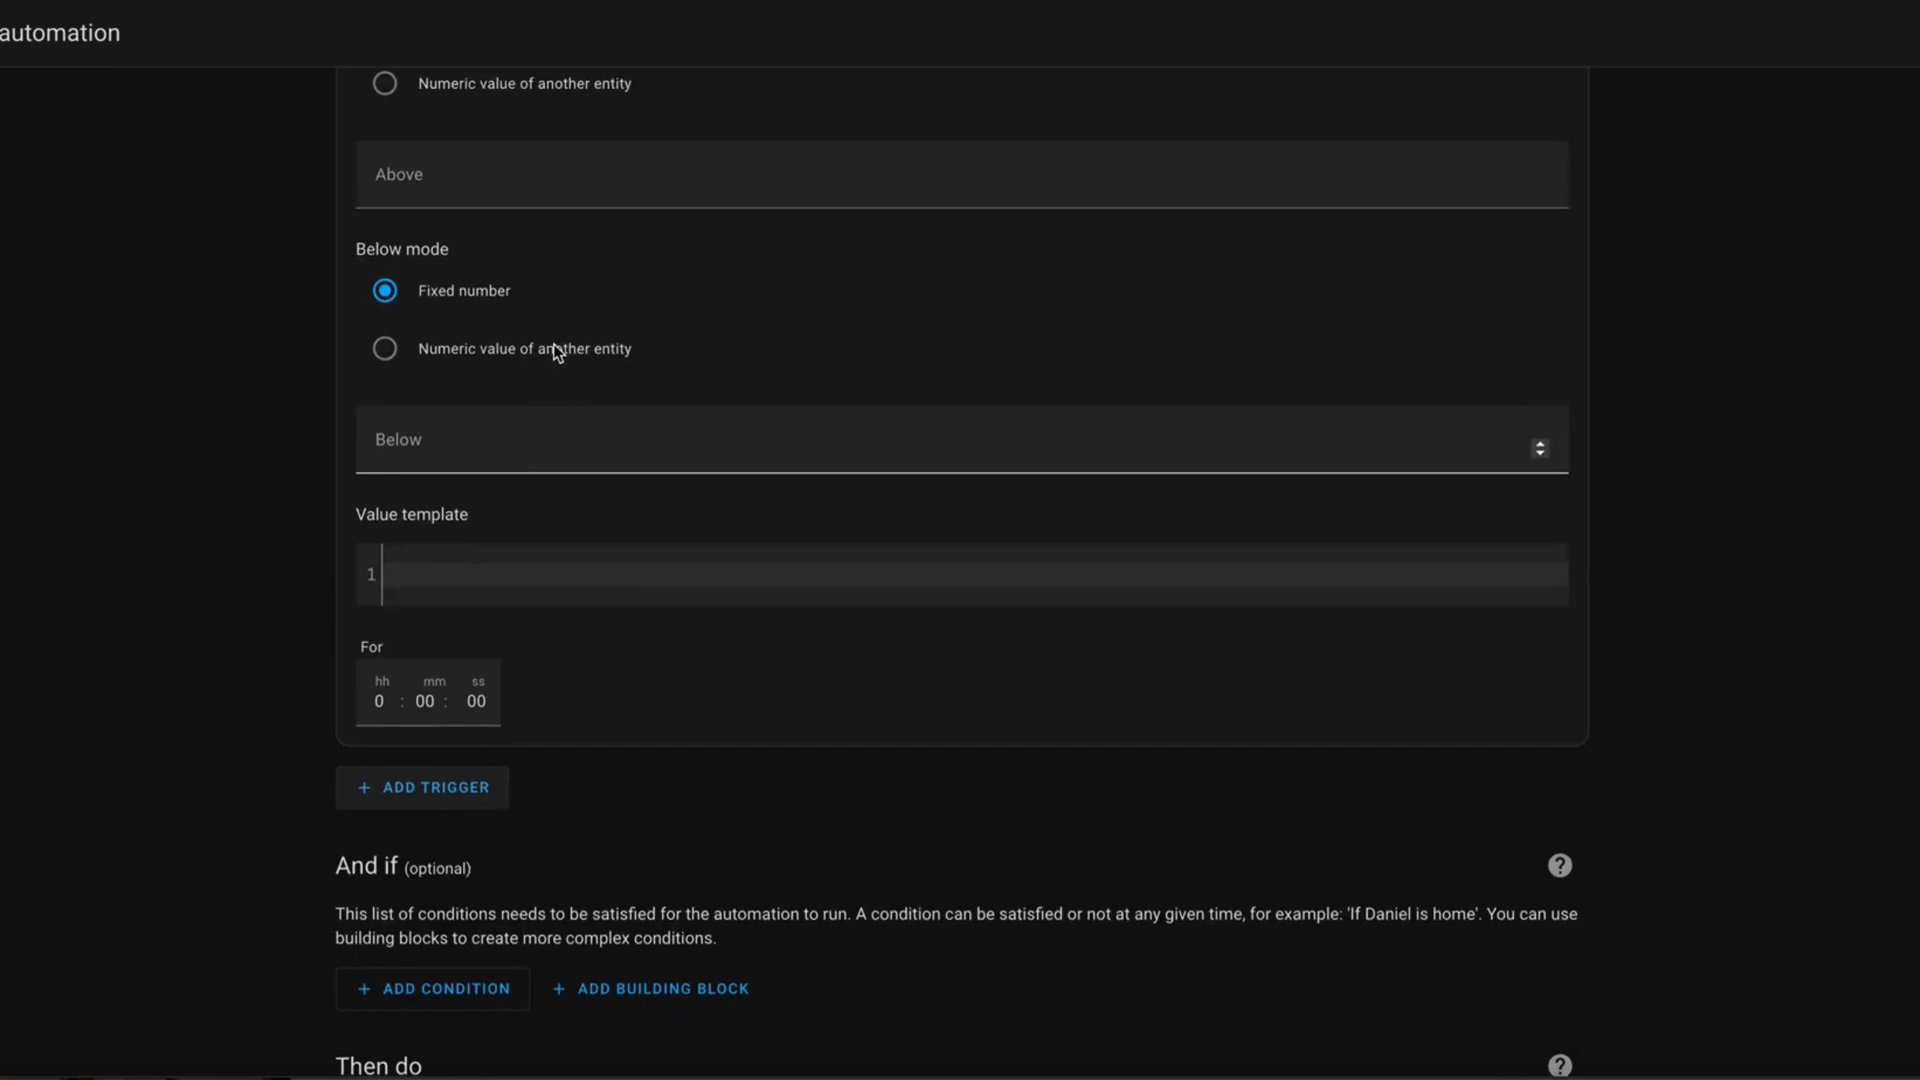 automation
Numeric value of another entity
Above
Below mode
Fixed number
Numeric value of another entity
Below
Value template
1
For
hh mm ss
0 : 00 : 00
+ ADD TRIGGER
And if (optional)
This list of conditions needs to be satisfied for the automation to run. A condition can be satisfied or not at any given time, for example: 'If Daniel is home'. You can use
building blocks to create more complex conditions.
+ ADD CONDITION + ADD BUILDING BLOCK
Then do